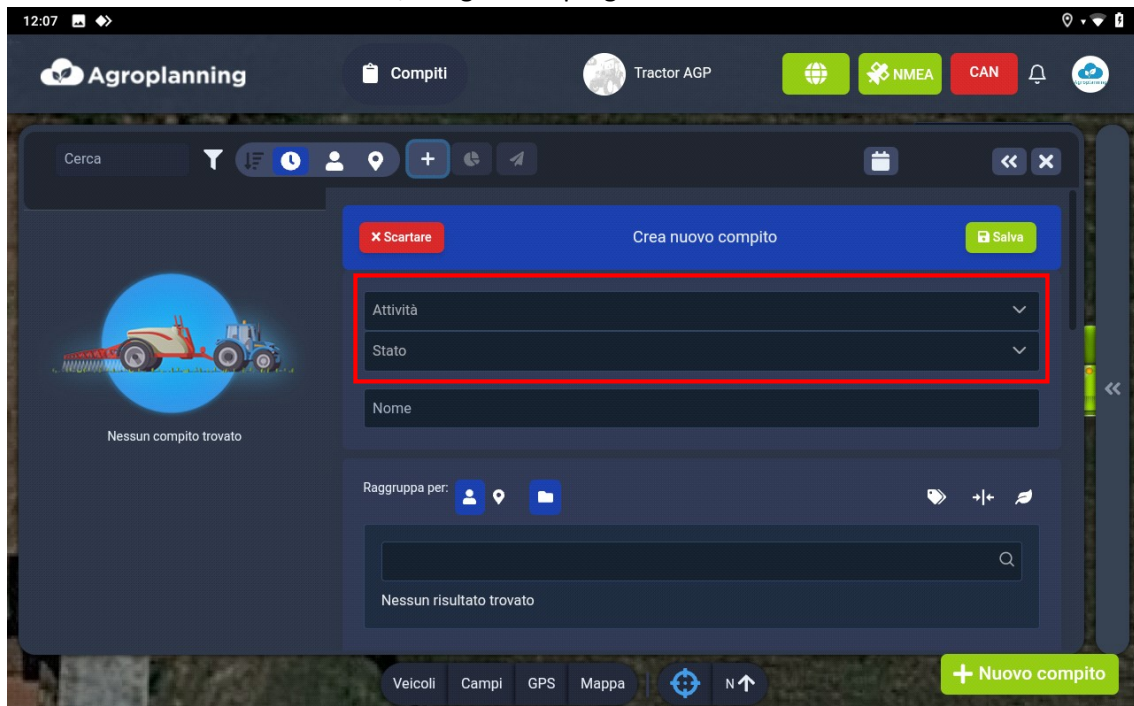 12:07
Agroplanning
Compiti
Tractor AGP
NMEA
CAN
Cerca
Scartare
Crea nuovo compito
Salva
Attività
Stato
Nome
Nessun compito trovato
Raggruppa per:
Nessun risultato trovato
Veicoli Campi GPS Mappa N
Nuovo compito